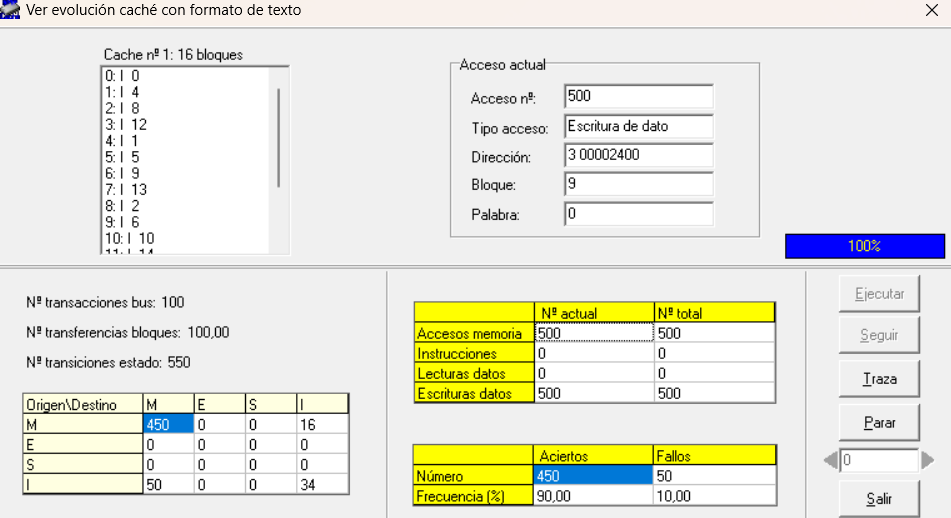 Ver evolución caché con formato de texto
Cache nº 1: 16 bloques
0: I 0
1: I 4
2: I 8
3: I 12
4: I 1
5: I 5
6: I 9
7: I 13
8: I 2
9: I 6
10: I 10
11: I 14
Acceso actual
Acceso nº: 500
Tipo acceso: Escritura de dato
Dirección: 3 00002400
Bloque: 9
Palabra: 0
100%
Nº transacciones bus: 100
Nº transferencias bloques: 100,00
Nº transiciones estado: 550
Origen\Destino M E S I
M 450 0 0 16
E 0 0 0 0
S 0 0 0 0
I 50 0 0 34
Nº actual Nº total
Accesos memoria 500 500
Instrucciones 0 0
Lecturas datos 0 0
Escrituras datos 500 500
Aciertos Fallos
Número 450 50
Frecuencia (%) 90,00 10,00
Ejecutar
Seguir
Traza
Parar
0
Salir